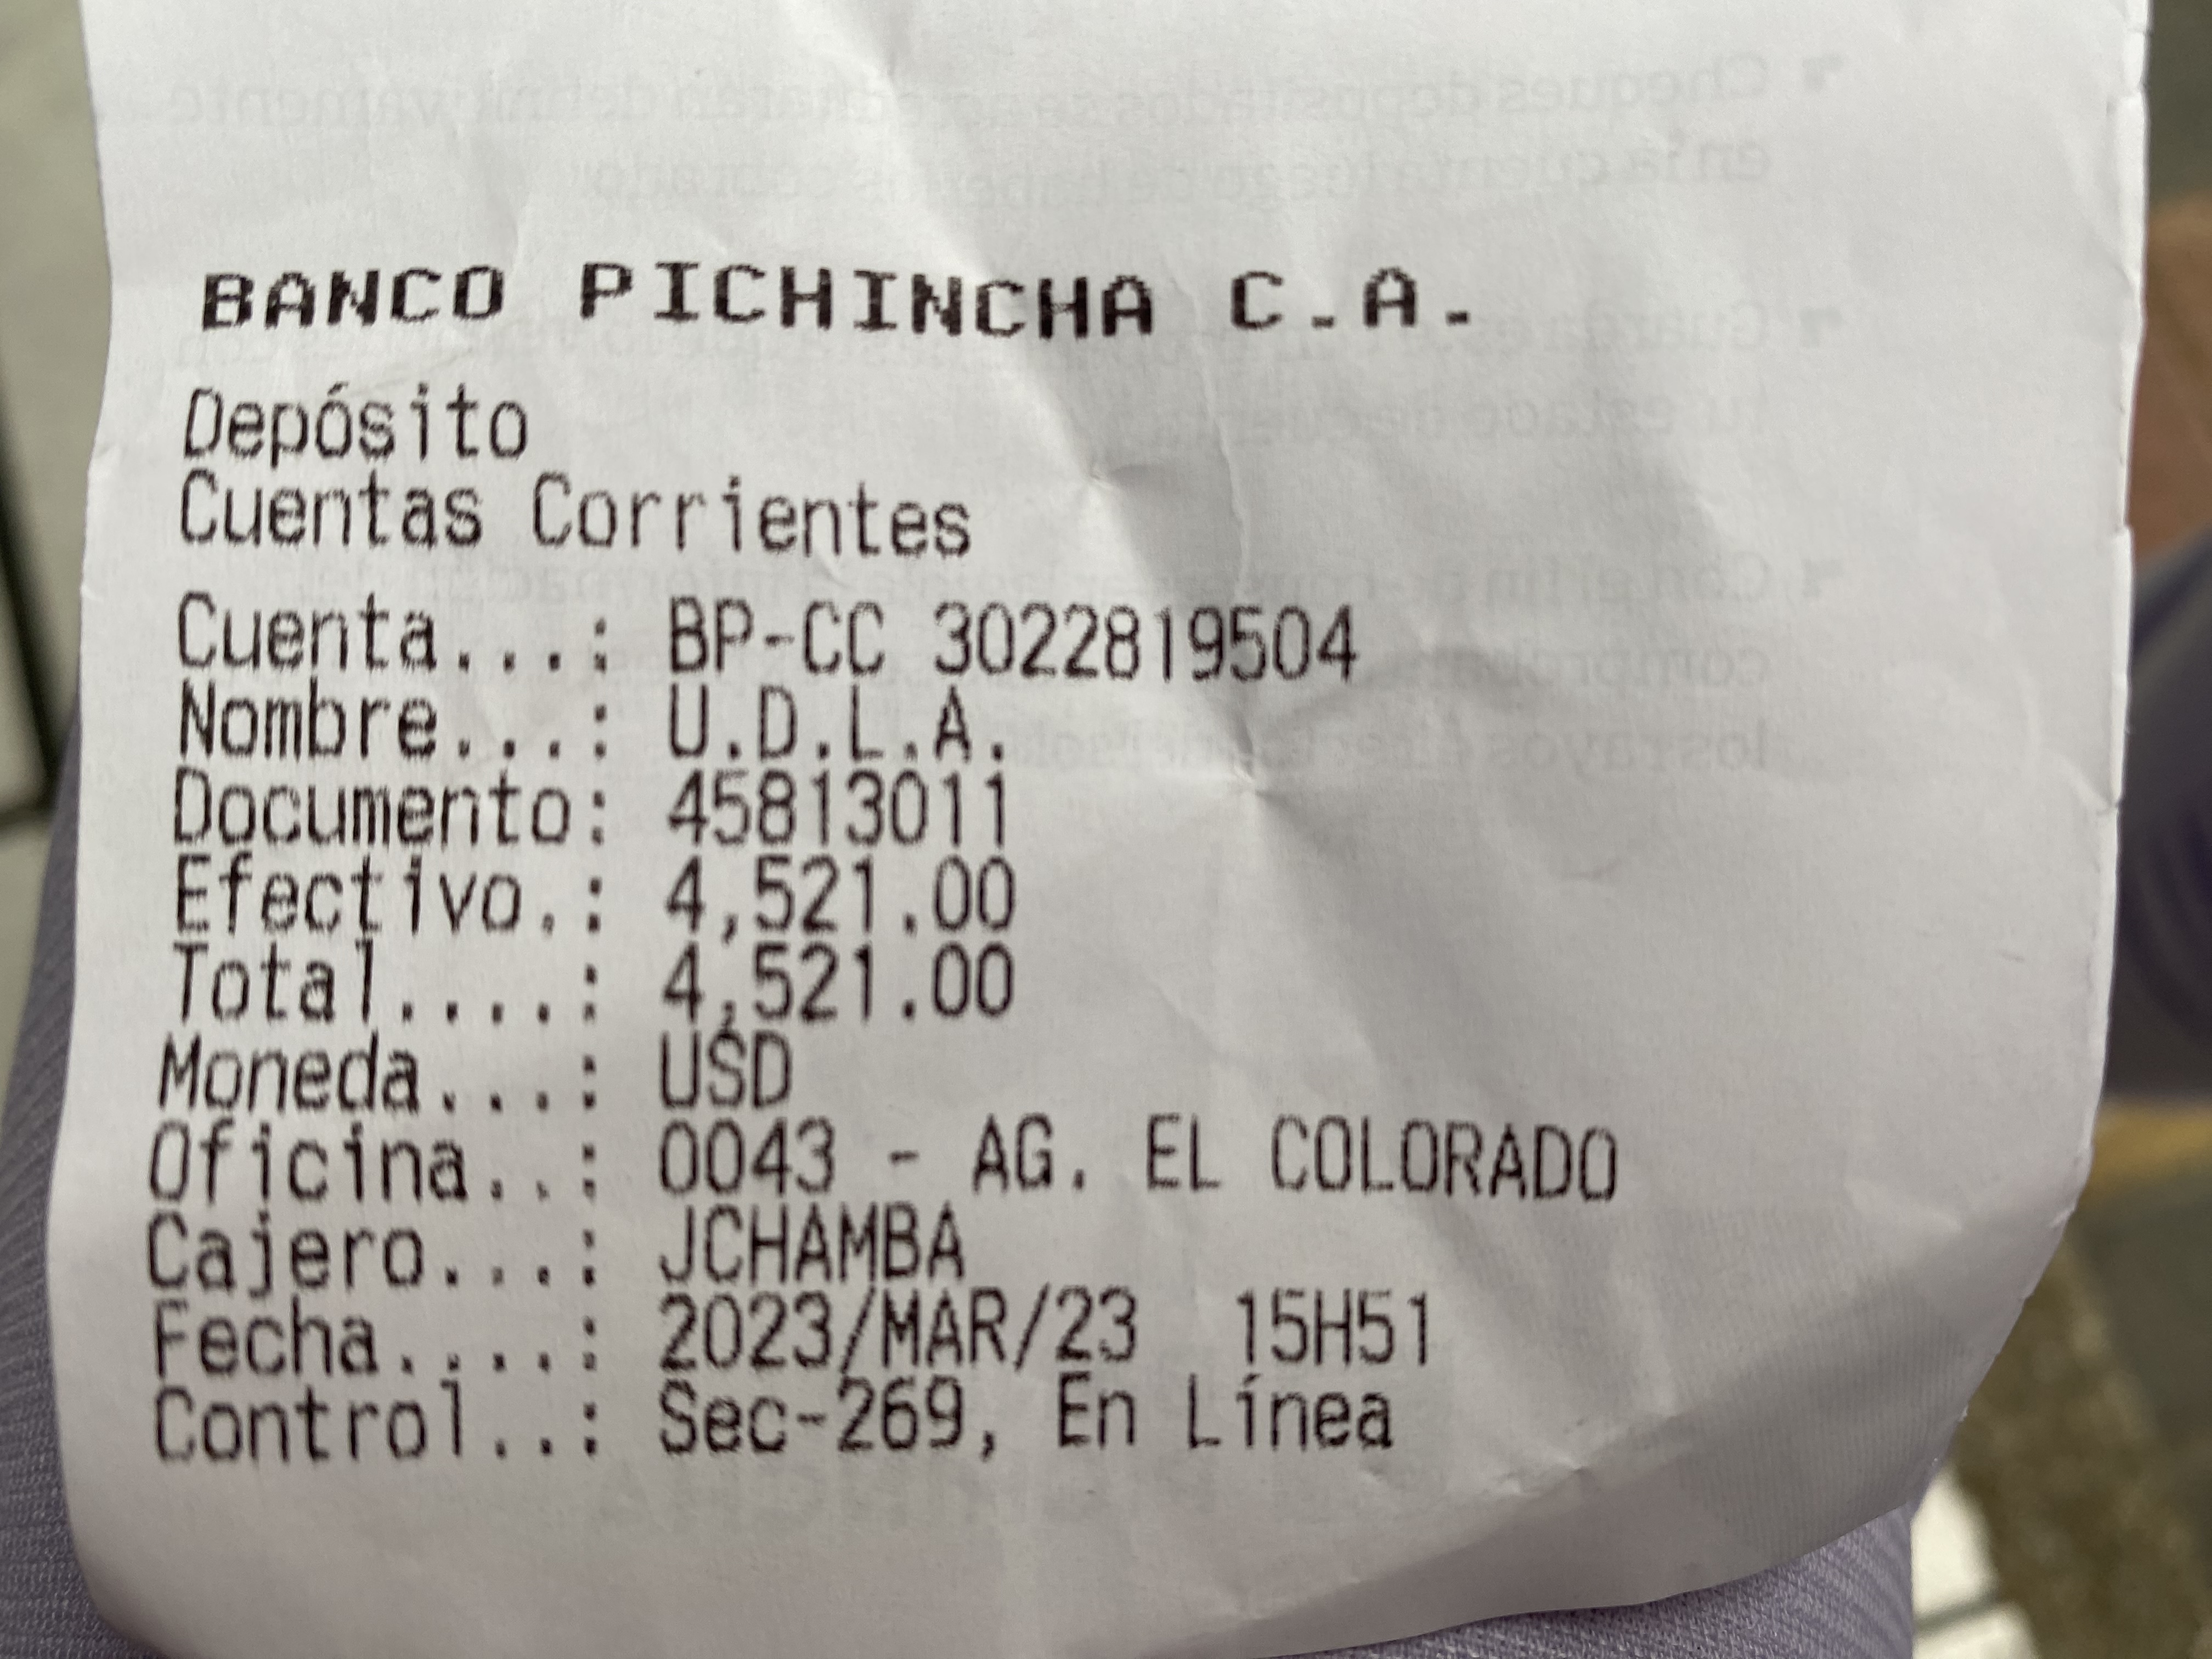 BANCO PICHINCHA C.A.
Depósito
Cuentas Corrientes
Cuenta...: BP-CC 3022819504
Nombre...: U.D.L.A.
Documento: 45813011
Efectivo.: 4,521.00
Total....: 4,521.00
Moneda...: USD
Oficina..: 0043 - AG. EL COLORADO
Cajero...: JCHAMBA
Fecha....: 2023/MAR/23 15H51
Control..: Sec-269, En Línea